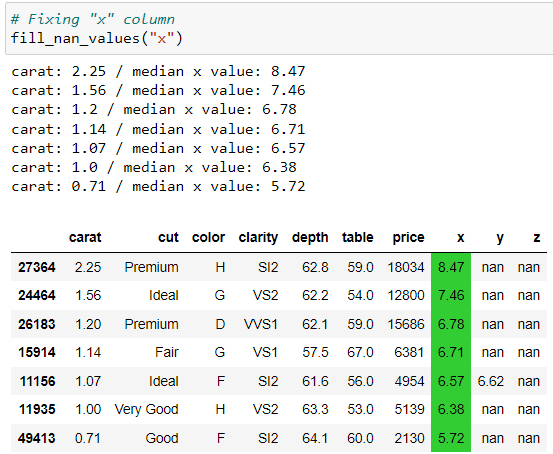 # Fixing "x" column
fill_nan_values("x")
carat: 2.25 / median x value: 8.47
carat: 1.56 / median x value: 7.46
carat: 1.2 / median x value: 6.78
carat: 1.14 / median x value: 6.71
carat: 1.07 / median x value: 6.57
carat: 1.0 / median x value: 6.38
carat: 0.71 / median x value: 5.72
carat cut color clarity depth table price x y z
27364 2.25 Premium H SI2 62.8 59.0 18034 8.47 nan nan
24464 1.56 Ideal G VS2 62.2 54.0 12800 7.46 nan nan
26183 1.20 Premium D VVS1 62.1 59.0 15686 6.78 nan nan
15914 1.14 Fair G VS1 57.5 67.0 6381 6.71 nan nan
11156 1.07 Ideal F SI2 61.6 56.0 4954 6.57 6.62 nan
11935 1.00 Very Good H VS2 63.3 53.0 5139 6.38 nan nan
49413 0.71 Good F SI2 64.1 60.0 2130 5.72 nan nan